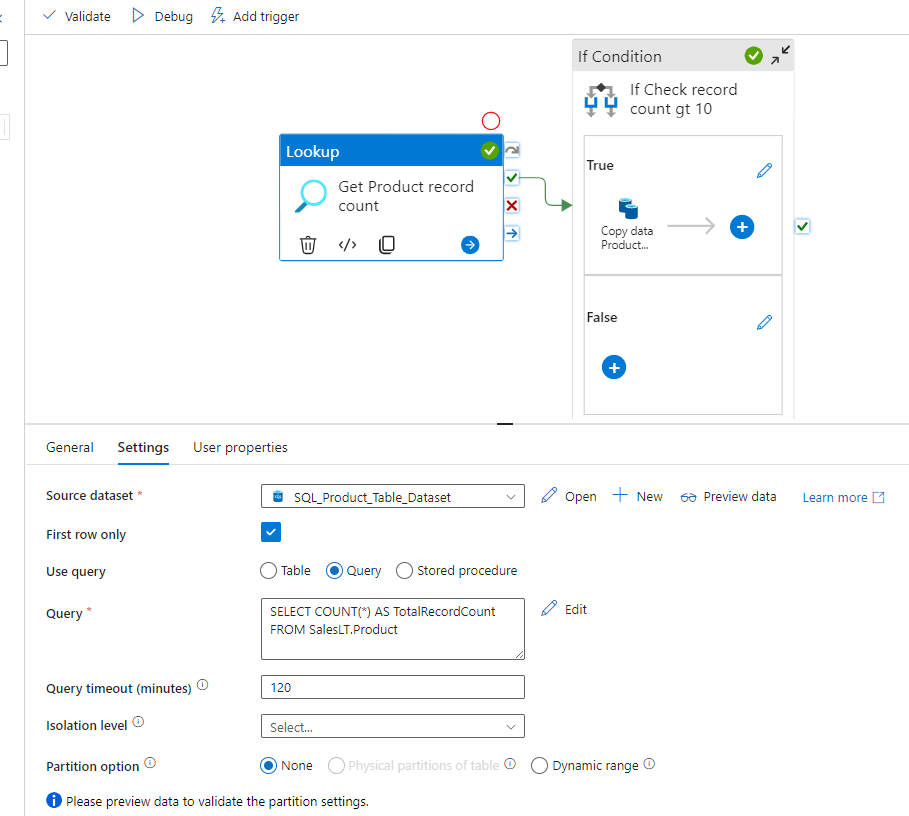 Validate Debug Add trigger
If Condition
If Check record
count gt 10
Lookup
Get Product record
count
True
Copy data
Product...
False
General Settings User properties
Source dataset * SQL_Product_Table_Dataset Open New Preview data Learn more
First row only
Use query Table Query Stored procedure
Query * SELECT COUNT(*) AS TotalRecordCount
FROM SalesLT.Product
Edit
Query timeout (minutes) 120
Isolation level Select...
Partition option None Physical partitions of table Dynamic range
Please preview data to validate the partition settings.